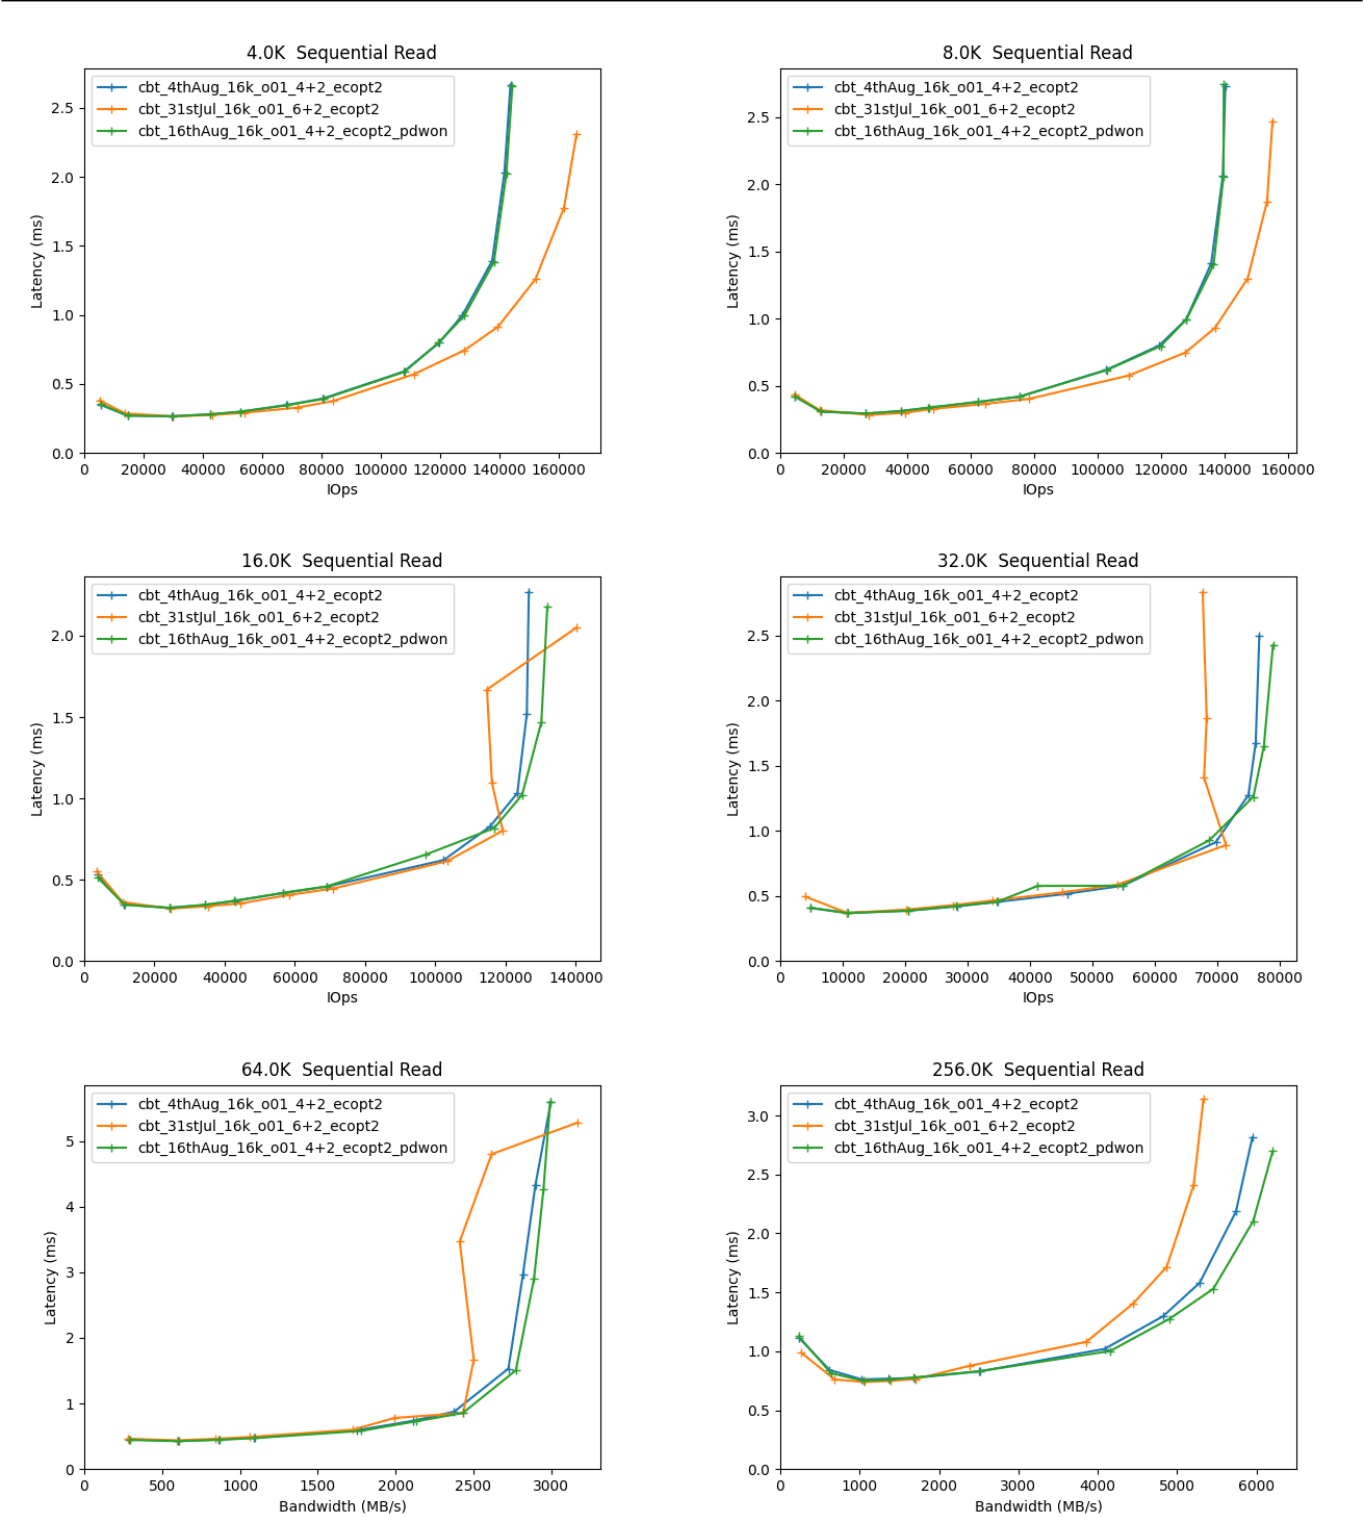 4.0K  Sequential Read
cbt_4thAug_16k_o01_4+2_ecopt2
cbt_31stJul_16k_o01_6+2_ecopt2
cbt_16thAug_16k_o01_4+2_ecopt2_pdwon
Latency (ms)
2.5
2.0
1.5
1.0
0.5
0.0
0 20000 40000 60000 80000 100000 120000 140000 160000
IOps
8.0K  Sequential Read
cbt_4thAug_16k_o01_4+2_ecopt2
cbt_31stJul_16k_o01_6+2_ecopt2
cbt_16thAug_16k_o01_4+2_ecopt2_pdwon
Latency (ms)
2.5
2.0
1.5
1.0
0.5
0.0
0 20000 40000 60000 80000 100000 120000 140000 160000
IOps
16.0K  Sequential Read
cbt_4thAug_16k_o01_4+2_ecopt2
cbt_31stJul_16k_o01_6+2_ecopt2
cbt_16thAug_16k_o01_4+2_ecopt2_pdwon
Latency (ms)
2.0
1.5
1.0
0.5
0.0
0 20000 40000 60000 80000 100000 120000 140000
IOps
32.0K  Sequential Read
cbt_4thAug_16k_o01_4+2_ecopt2
cbt_31stJul_16k_o01_6+2_ecopt2
cbt_16thAug_16k_o01_4+2_ecopt2_pdwon
Latency (ms)
2.5
2.0
1.5
1.0
0.5
0.0
0 10000 20000 30000 40000 50000 60000 70000 80000
IOps
64.0K  Sequential Read
cbt_4thAug_16k_o01_4+2_ecopt2
cbt_31stJul_16k_o01_6+2_ecopt2
cbt_16thAug_16k_o01_4+2_ecopt2_pdwon
Latency (ms)
5
4
3
2
1
0
0 500 1000 1500 2000 2500 3000
Bandwidth (MB/s)
256.0K  Sequential Read
cbt_4thAug_16k_o01_4+2_ecopt2
cbt_31stJul_16k_o01_6+2_ecopt2
cbt_16thAug_16k_o01_4+2_ecopt2_pdwon
Latency (ms)
3.0
2.5
2.0
1.5
1.0
0.5
0.0
0 1000 2000 3000 4000 5000 6000
Bandwidth (MB/s)